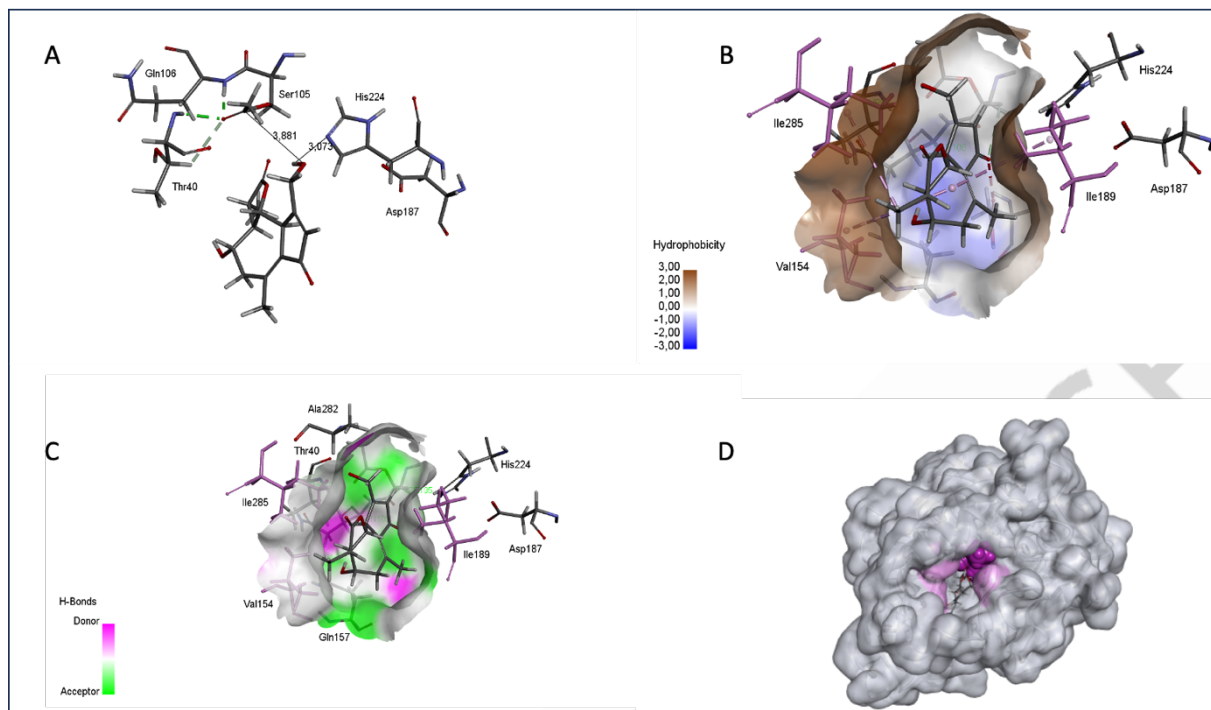 A
Gln106
Ser105
His224
3,881
3,073
Thr40
Asp187
B
His224
Ile285
Asp187
Ile189
Val154
Hydrophobicity
3,00
2,00
1,00
0,00
-1,00
-2,00
-3,00
C
Ala282
Thr40
His224
Ile285
Asp187
Ile189
Val154
Gln157
H-Bonds
Donor
Acceptor
D